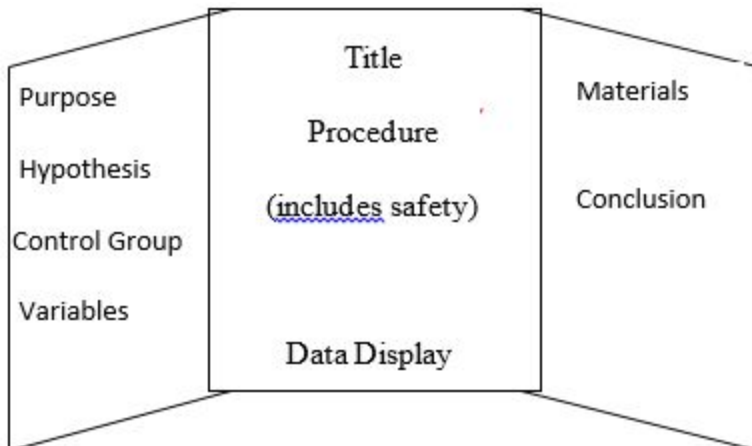 Purpose
Hypothesis
Control Group
Variables
Title
Procedure
(includes safety)
Data Display
Materials
Conclusion